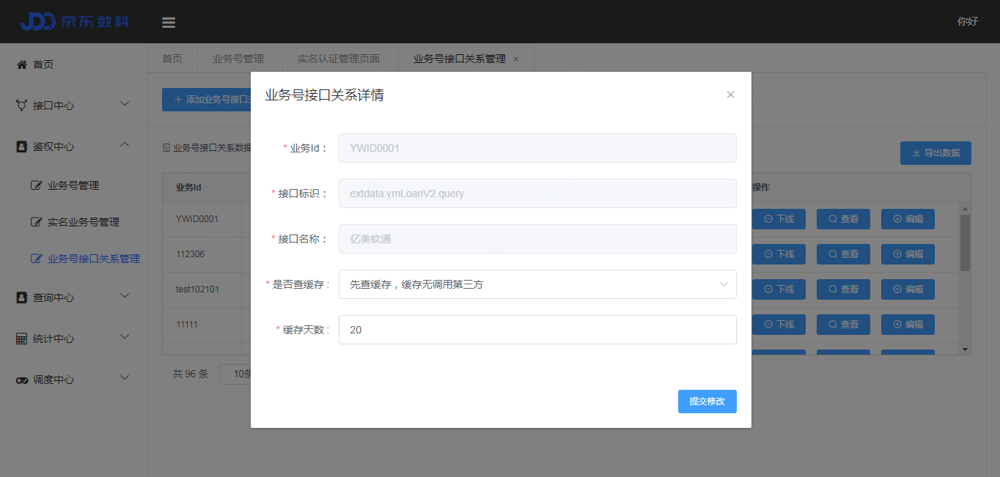 JDD 京东数科
你好
首页
接口中心
鉴权中心
业务号管理
实名业务号管理
业务号接口关系管理
查询中心
统计中心
调度中心
首页 业务号管理 实名认证管理页面 业务号接口关系管理 ×
+ 添加业务号接口关
业务号接口关系数据
导出数据
业务Id 操作
YWID0001 下线 查看 编辑
112306 下线 查看 编辑
test102101 下线 查看 编辑
11111 下线 查看 编辑
共 96 条 10条
业务号接口关系详情 ×
* 业务Id： YWID0001
* 接口标识： extdata.ymLoanV2.query
* 接口名称： 亿美软通
* 是否查缓存： 先查缓存，缓存无调用第三方
* 缓存天数： 20
提交修改